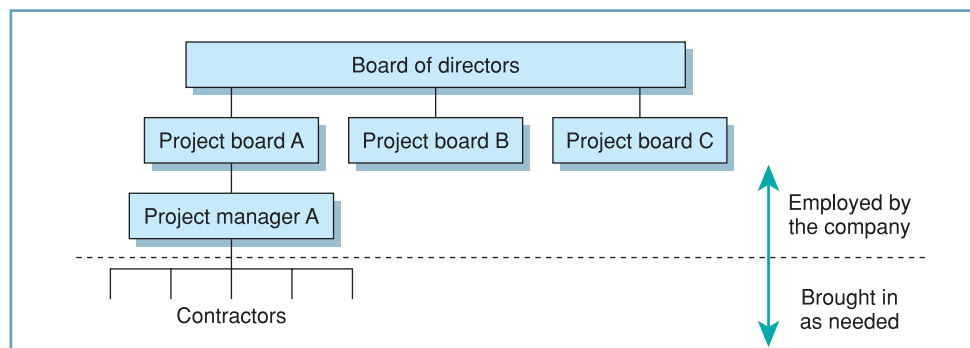 Board of directors
Project board A
Project board B
Project board C
Project manager A
Employed by
the company
Contractors
Brought in
as needed